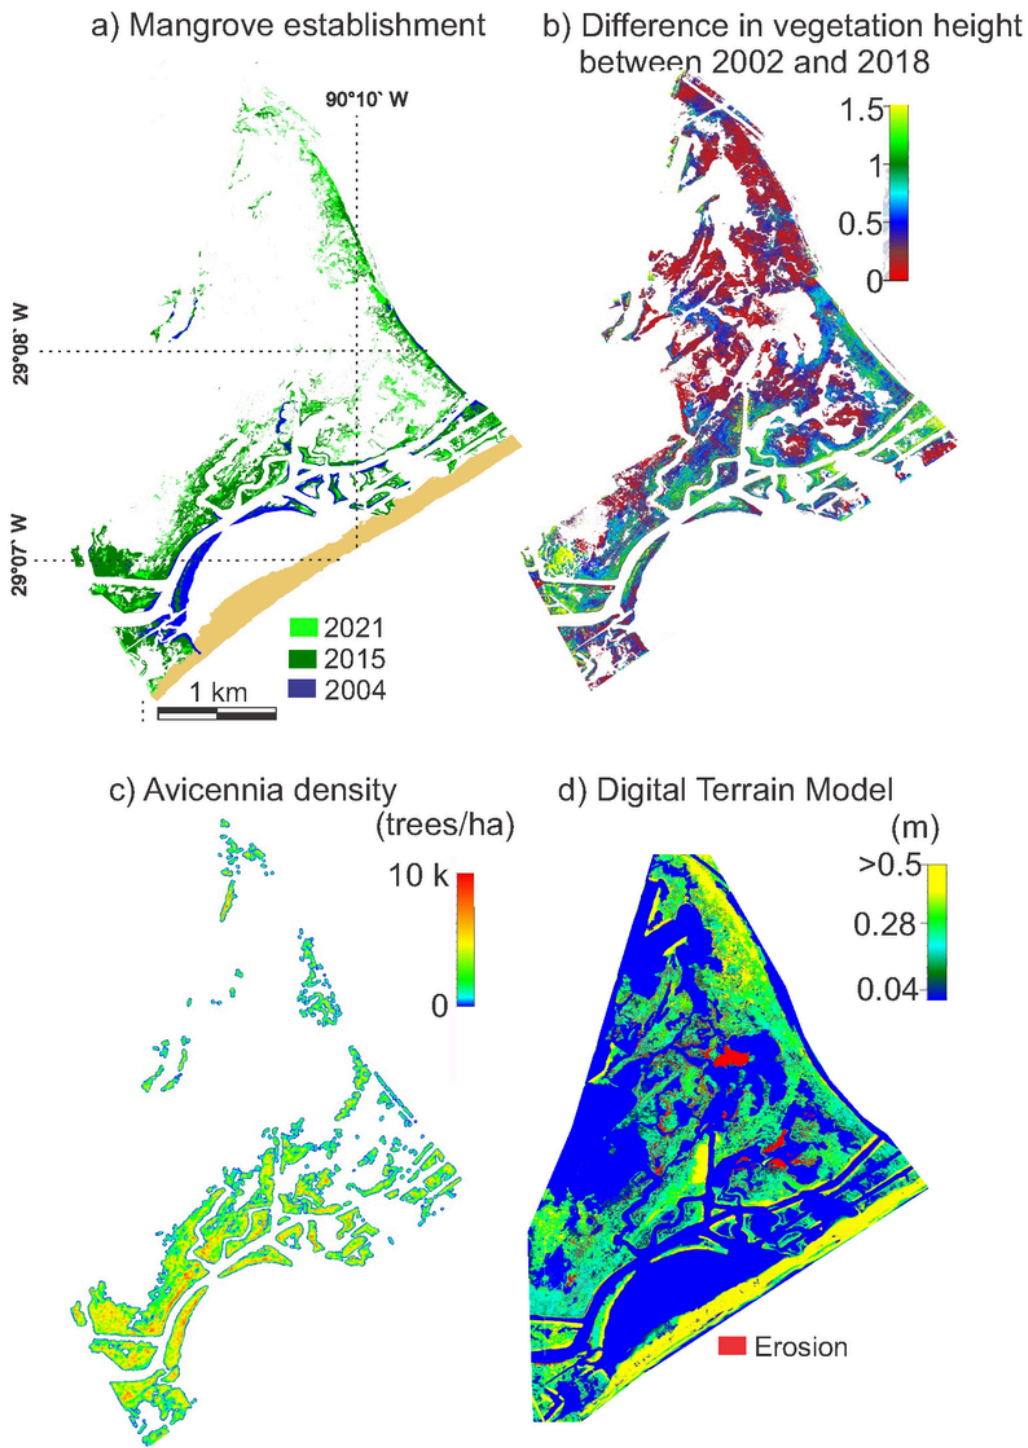 a) Mangrove establishment
90°10` W
29°08` W
29°07` W
2021
2015
2004
1 km
b) Difference in vegetation height
between 2002 and 2018
1.5
1
0.5
0
c) Avicennia density
(trees/ha)
10 k
0
d) Digital Terrain Model
(m)
>0.5
0.28
0.04
Erosion